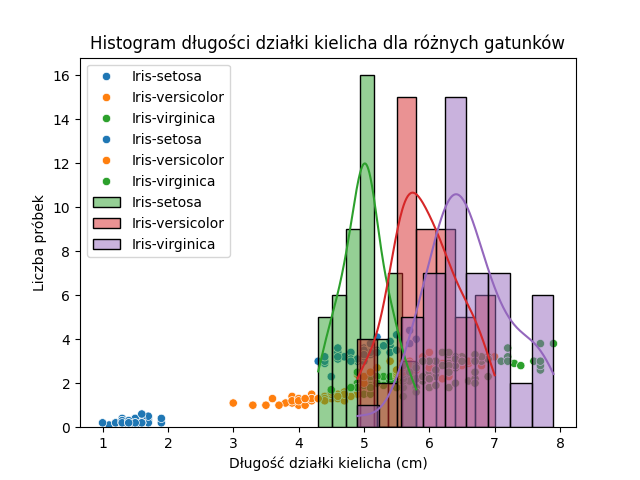 Histogram długości działki kielicha dla różnych gatunków
Liczba próbek
16
14
12
10
8
6
4
2
0
Iris-setosa
Iris-versicolor
Iris-virginica
Iris-setosa
Iris-versicolor
Iris-virginica
Iris-setosa
Iris-versicolor
Iris-virginica
1 2 3 4 5 6 7 8
Długość działki kielicha (cm)